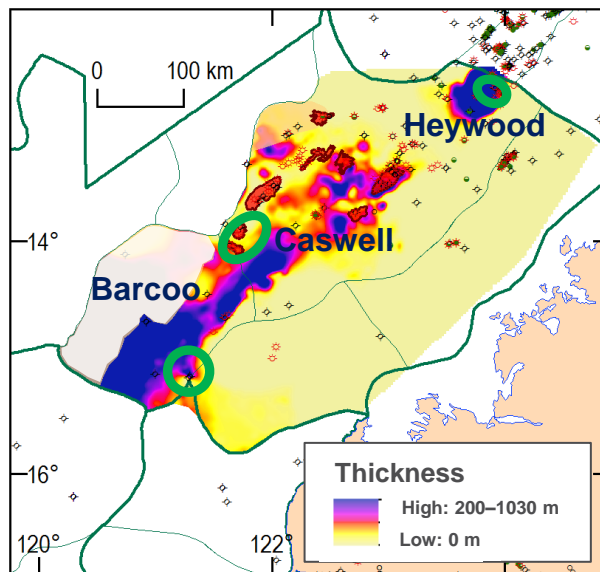 0 100 km
Heywood
14°
Caswell
Barcoo
Thickness
High: 200–1030 m
Low: 0 m
16°
120° 122°